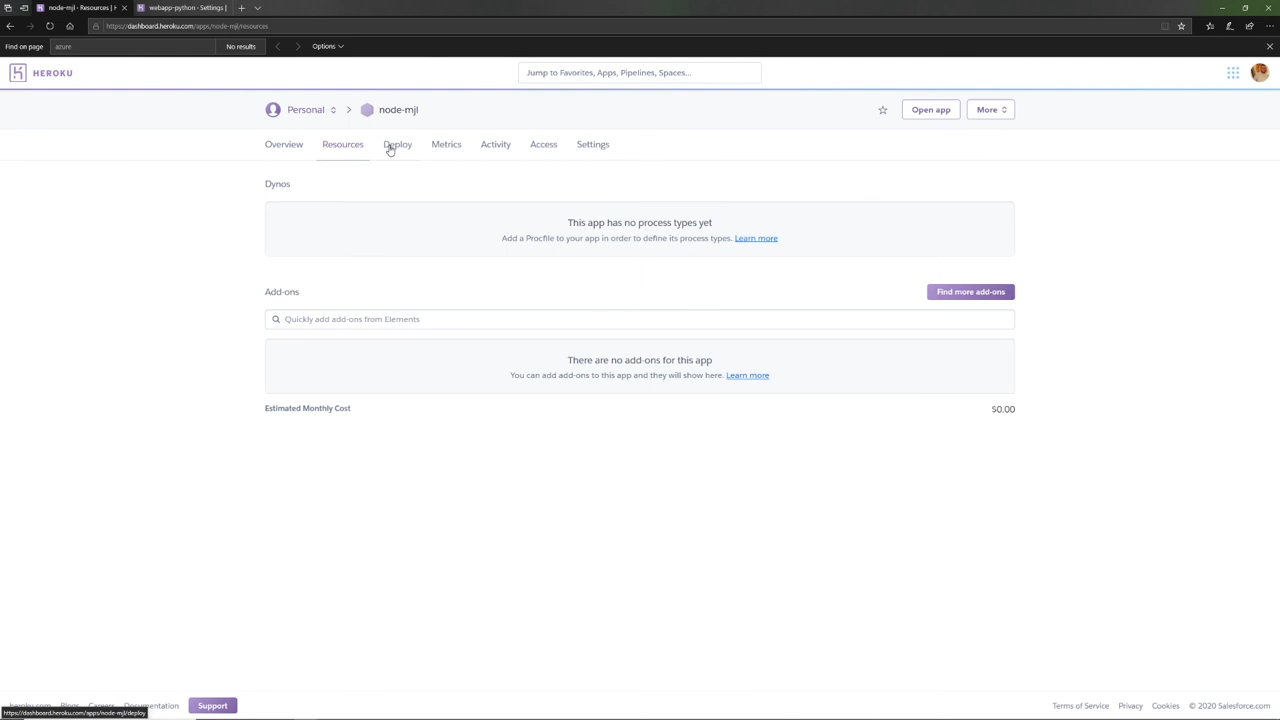 node-mjl - Resources | H
webapp-python - Settings |
https://dashboard.heroku.com/apps/node-mjl/resources
Find on page
azure
No results
Options
HEROKU
Jump to Favorites, Apps, Pipelines, Spaces...
Personal
node-mjl
Open app
More
Overview
Resources
Deploy
Metrics
Activity
Access
Settings
Dynos
This app has no process types yet
Add a Procfile to your app in order to define its process types. Learn more
Add-ons
Find more add-ons
Quickly add add-ons from Elements
There are no add-ons for this app
You can add add-ons to this app and they will show here. Learn more
Estimated Monthly Cost
$0.00
heroku.com
Blogs
Careers
Documentation
Support
Terms of Service
Privacy
Cookies
© 2020 Salesforce.com
https://dashboard.heroku.com/apps/node-mjl/deploy